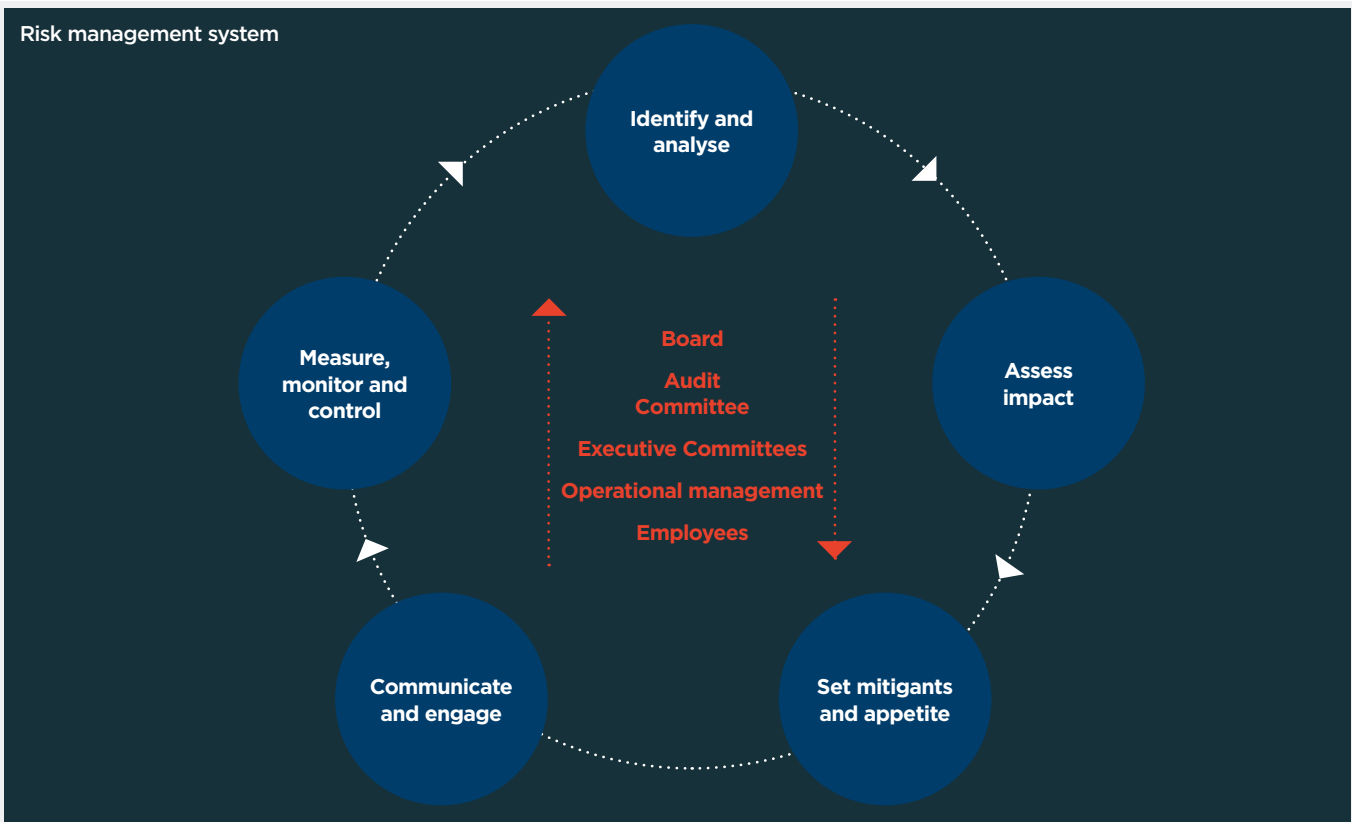 Risk management system
Identify and
analyse
Measure,
monitor and
control
Board
Audit
Committee
Executive Committees
Operational management
Employees
Assess
impact
Communicate
and engage
Set mitigants
and appetite